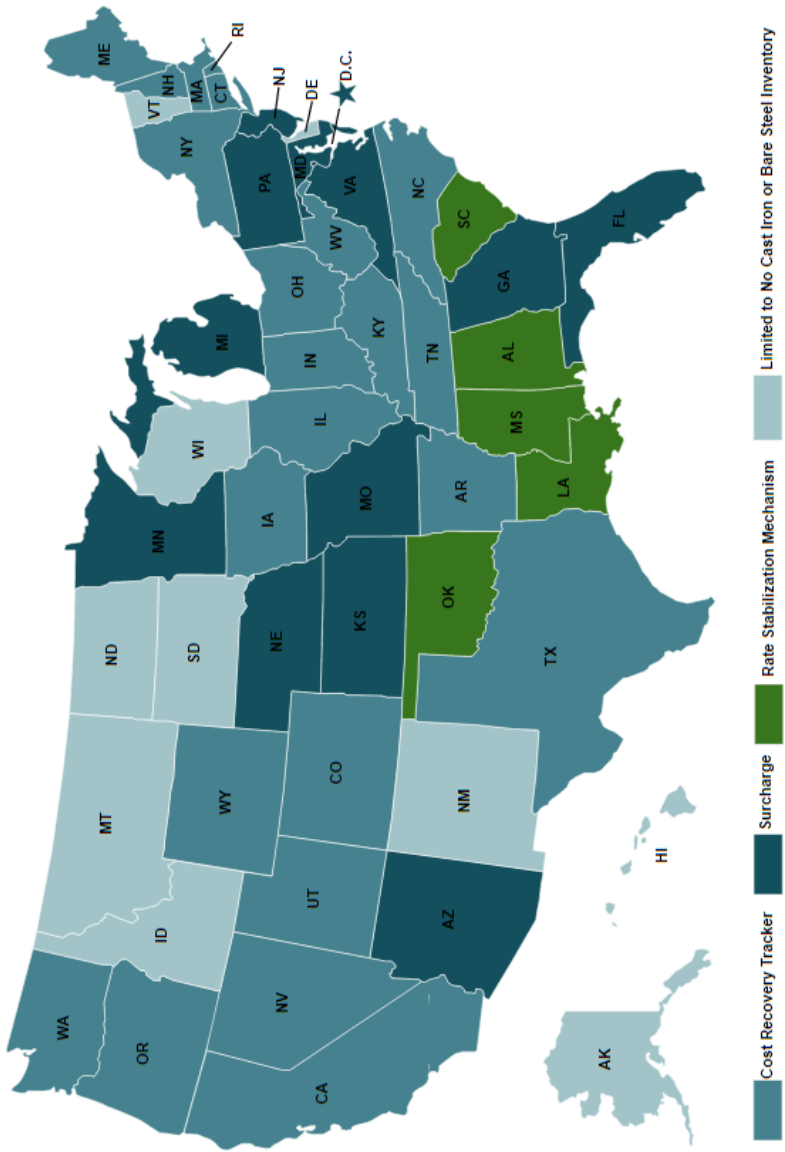 ME
RI
VT
NH
MA
CT
NY
NJ
DE
D.C.
PA
MD
VA
WV
NC
SC
OH
MI
IN
KY
TN
GA
FL
AL
MS
IL
WI
MN
IA
MO
AR
LA
ND
SD
NE
KS
OK
TX
MT
WY
CO
NM
ID
UT
AZ
WA
OR
NV
CA
AK
HI
Cost Recovery Tracker
Surcharge
Rate Stabilization Mechanism
Limited to No Cast Iron or Bare Steel Inventory